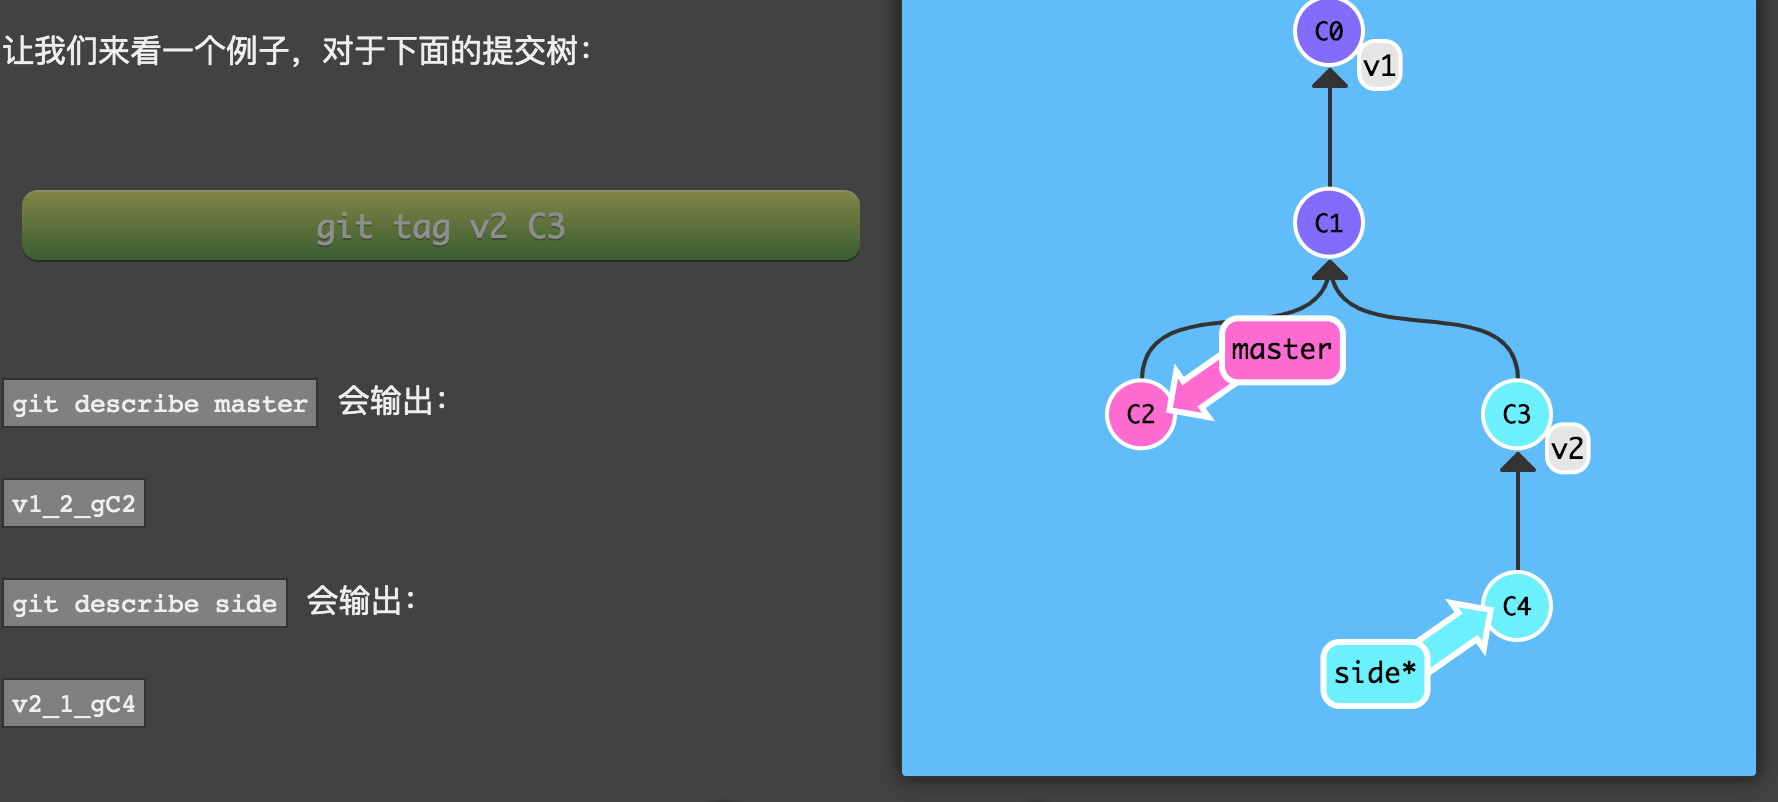 让我们来看一个例子，对于下面的提交树：
git tag v2 C3
git describe master 会输出：
v1_2_gC2
git describe side 会输出：
v2_1_gC4
C0
v1
C1
master
C2
C3
v2
C4
side*